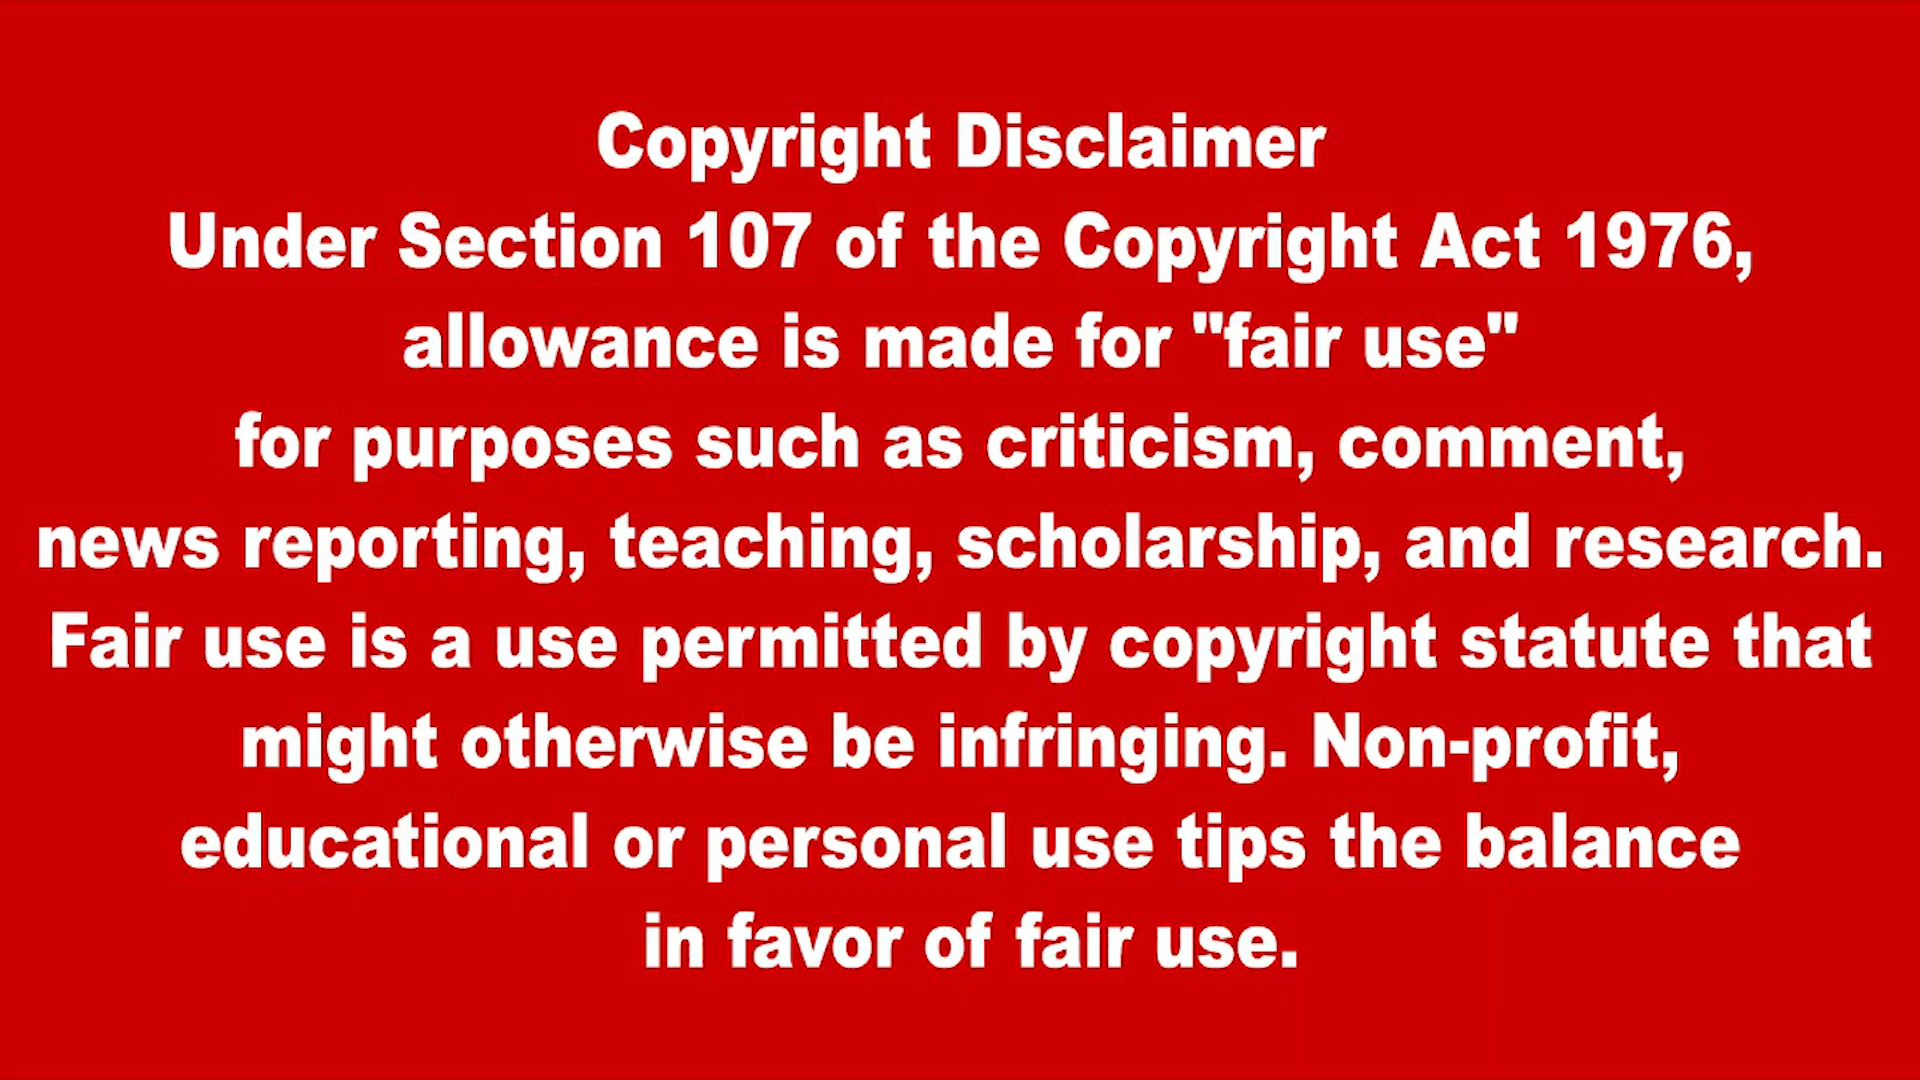 Copyright Disclaimer
Under Section 107 of the Copyright Act 1976,
allowance is made for "fair use"
for purposes such as criticism, comment,
news reporting, teaching, scholarship, and research.
Fair use is a use permitted by copyright statute that
might otherwise be infringing. Non-profit,
educational or personal use tips the balance
in favor of fair use.